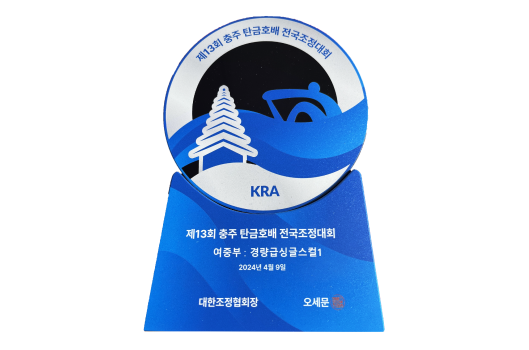 제13회 충주 탄금호배 전국조정대회
KRA
제13회 충주 탄금호배 전국조정대회
여중부 : 경량급싱글스컬1
2024년 4월 9일
대한조정협회장 오세문